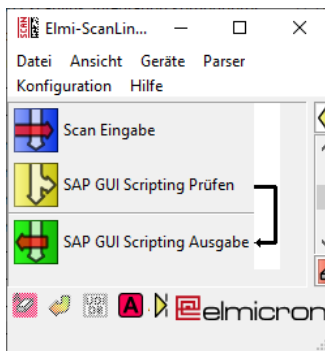 SCAN Elmi-ScanLin...
Datei Ansicht Geräte Parser
Konfiguration Hilfe
Scan Eingabe
SAP GUI Scripting Prüfen
SAP GUI Scripting Ausgabe
A elmicron